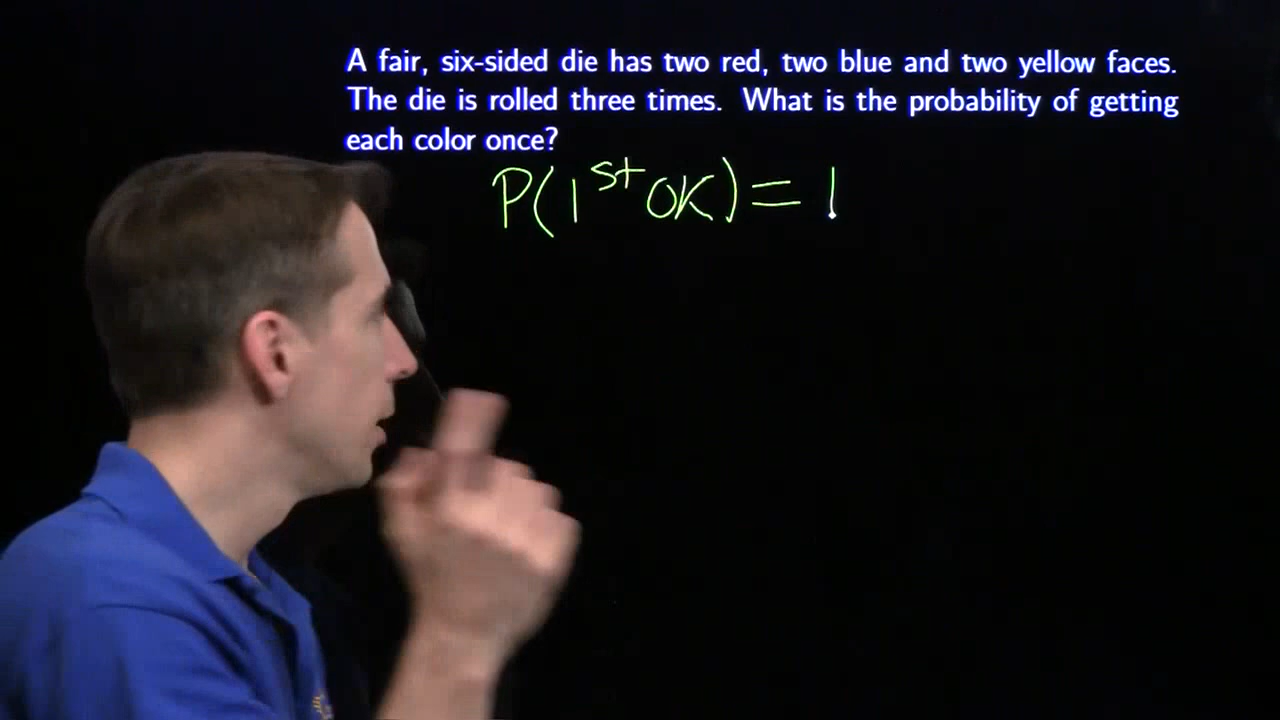 A fair, six-sided die has two red, two blue and two yellow faces.
The die is rolled three times. What is the probability of getting
each color once?
P(1st OK) = 1